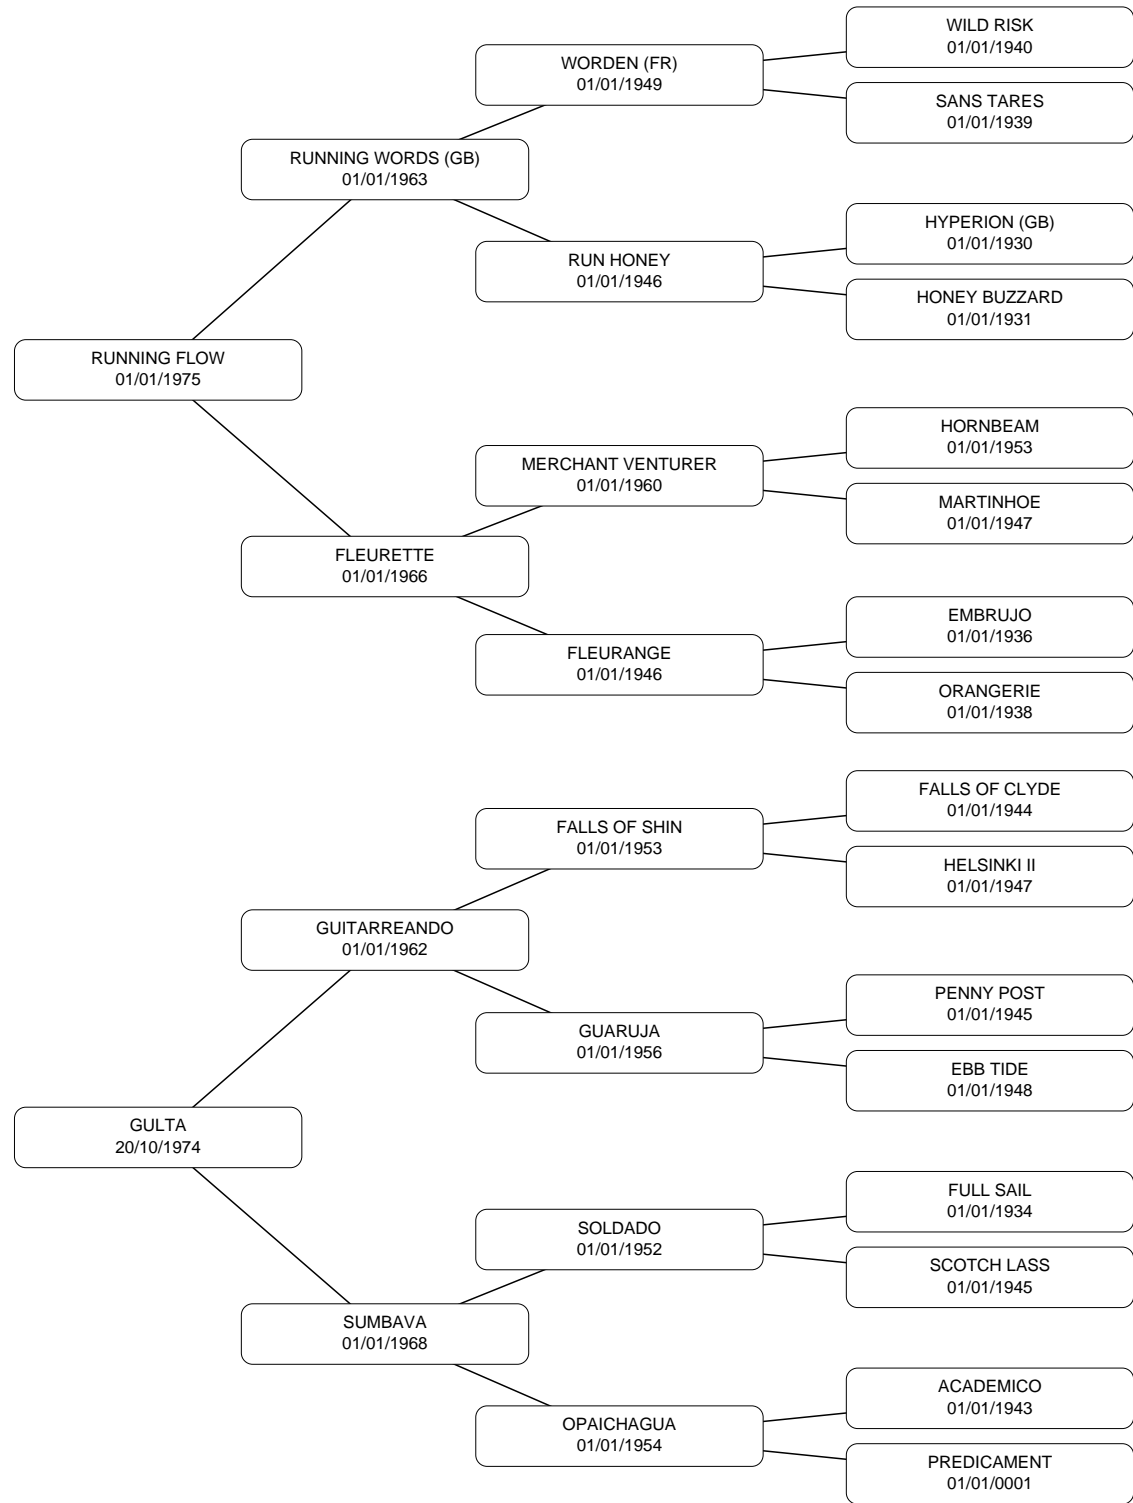 WILD RISK
01/01/1940
WORDEN (FR)
01/01/1949
SANS TARES
01/01/1939
RUNNING WORDS (GB)
01/01/1963
HYPERION (GB)
01/01/1930
RUN HONEY
01/01/1946
HONEY BUZZARD
01/01/1931
RUNNING FLOW
01/01/1975
HORNBEAM
01/01/1953
MERCHANT VENTURER
01/01/1960
MARTINHOE
01/01/1947
FLEURETTE
01/01/1966
EMBRUJO
01/01/1936
FLEURANGE
01/01/1946
ORANGERIE
01/01/1938
FALLS OF CLYDE
01/01/1944
FALLS OF SHIN
01/01/1953
HELSINKI II
01/01/1947
GUITARREANDO
01/01/1962
PENNY POST
01/01/1945
GUARUJA
01/01/1956
EBB TIDE
01/01/1948
GULTA
20/10/1974
FULL SAIL
01/01/1934
SOLDADO
01/01/1952
SCOTCH LASS
01/01/1945
SUMBAVA
01/01/1968
ACADEMICO
01/01/1943
OPAICHAGUA
01/01/1954
PREDICAMENT
01/01/0001